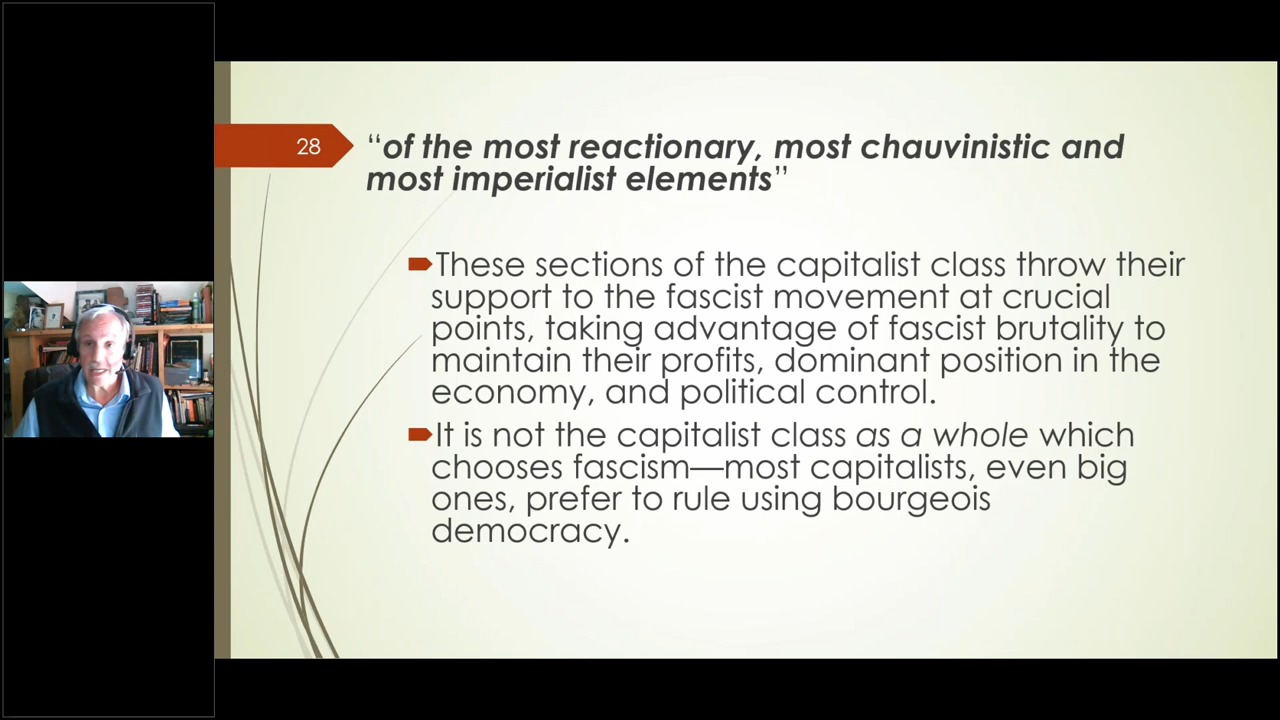 28
“of the most reactionary, most chauvinistic and
most imperialist elements”
These sections of the capitalist class throw their
support to the fascist movement at crucial
points, taking advantage of fascist brutality to
maintain their profits, dominant position in the
economy, and political control.
It is not the capitalist class as a whole which
chooses fascism—most capitalists, even big
ones, prefer to rule using bourgeois
democracy.